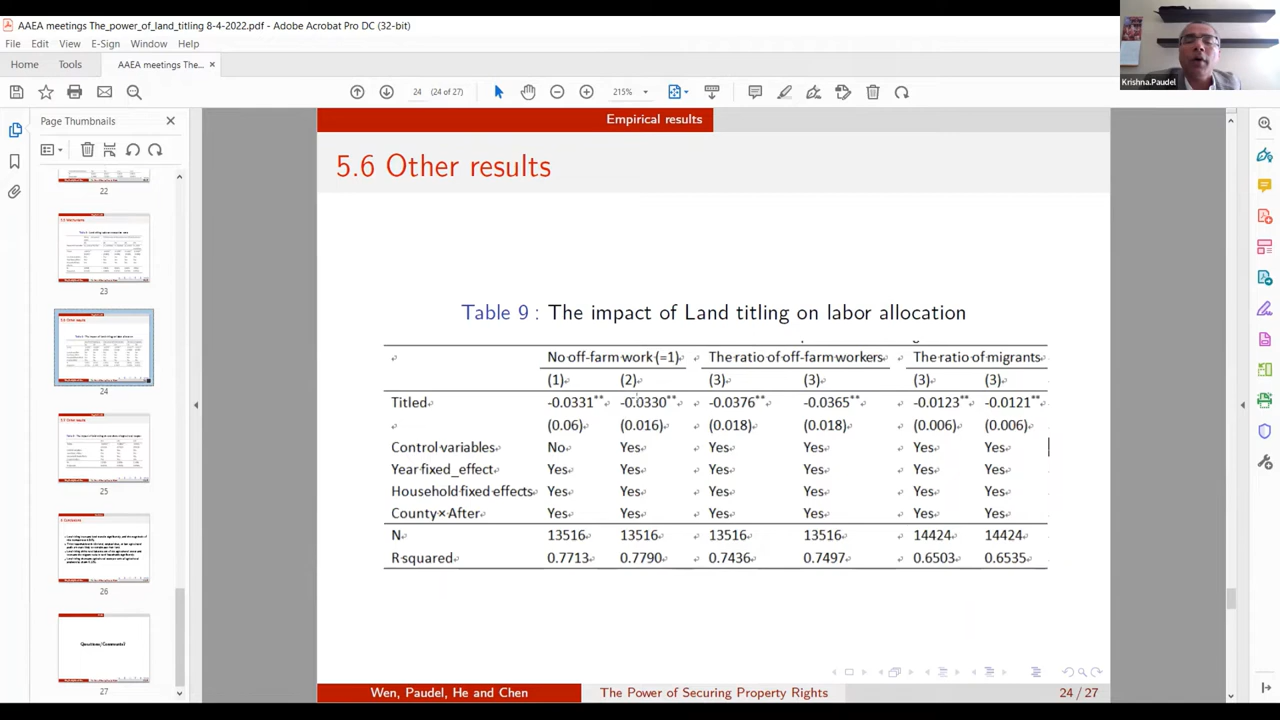 AAEA meetings The_power_of_land_titling 8-4-2022.pdf - Adobe Acrobat Pro DC (32-bit)
File Edit View E-Sign Window Help
Home Tools AAEA meetings The... ×
24 (24 of 27) 215%
Krishna.Paudel
Page Thumbnails
22
23
24
25
26
Questions/Comments?
27
Empirical results
5.6 Other results
Table 9 : The impact of Land titling on labor allocation
No off-farm work (=1) The ratio of off-farm workers The ratio of migrants
(1) (2) (3) (3) (3) (3)
Titled -0.0331** -0.0330** -0.0376** -0.0365** -0.0123** -0.0121**
(0.06) (0.016) (0.018) (0.018) (0.006) (0.006)
Control variables No Yes Yes Yes Yes Yes
Year fixed_effect Yes Yes Yes Yes Yes Yes
Household fixed effects Yes Yes Yes Yes Yes Yes
County×After Yes Yes Yes Yes Yes Yes
N 13516 13516 13516 13516 14424 14424
R-squared 0.7713 0.7790 0.7436 0.7497 0.6503 0.6535
Wen, Paudel, He and Chen The Power of Securing Property Rights 24 / 27